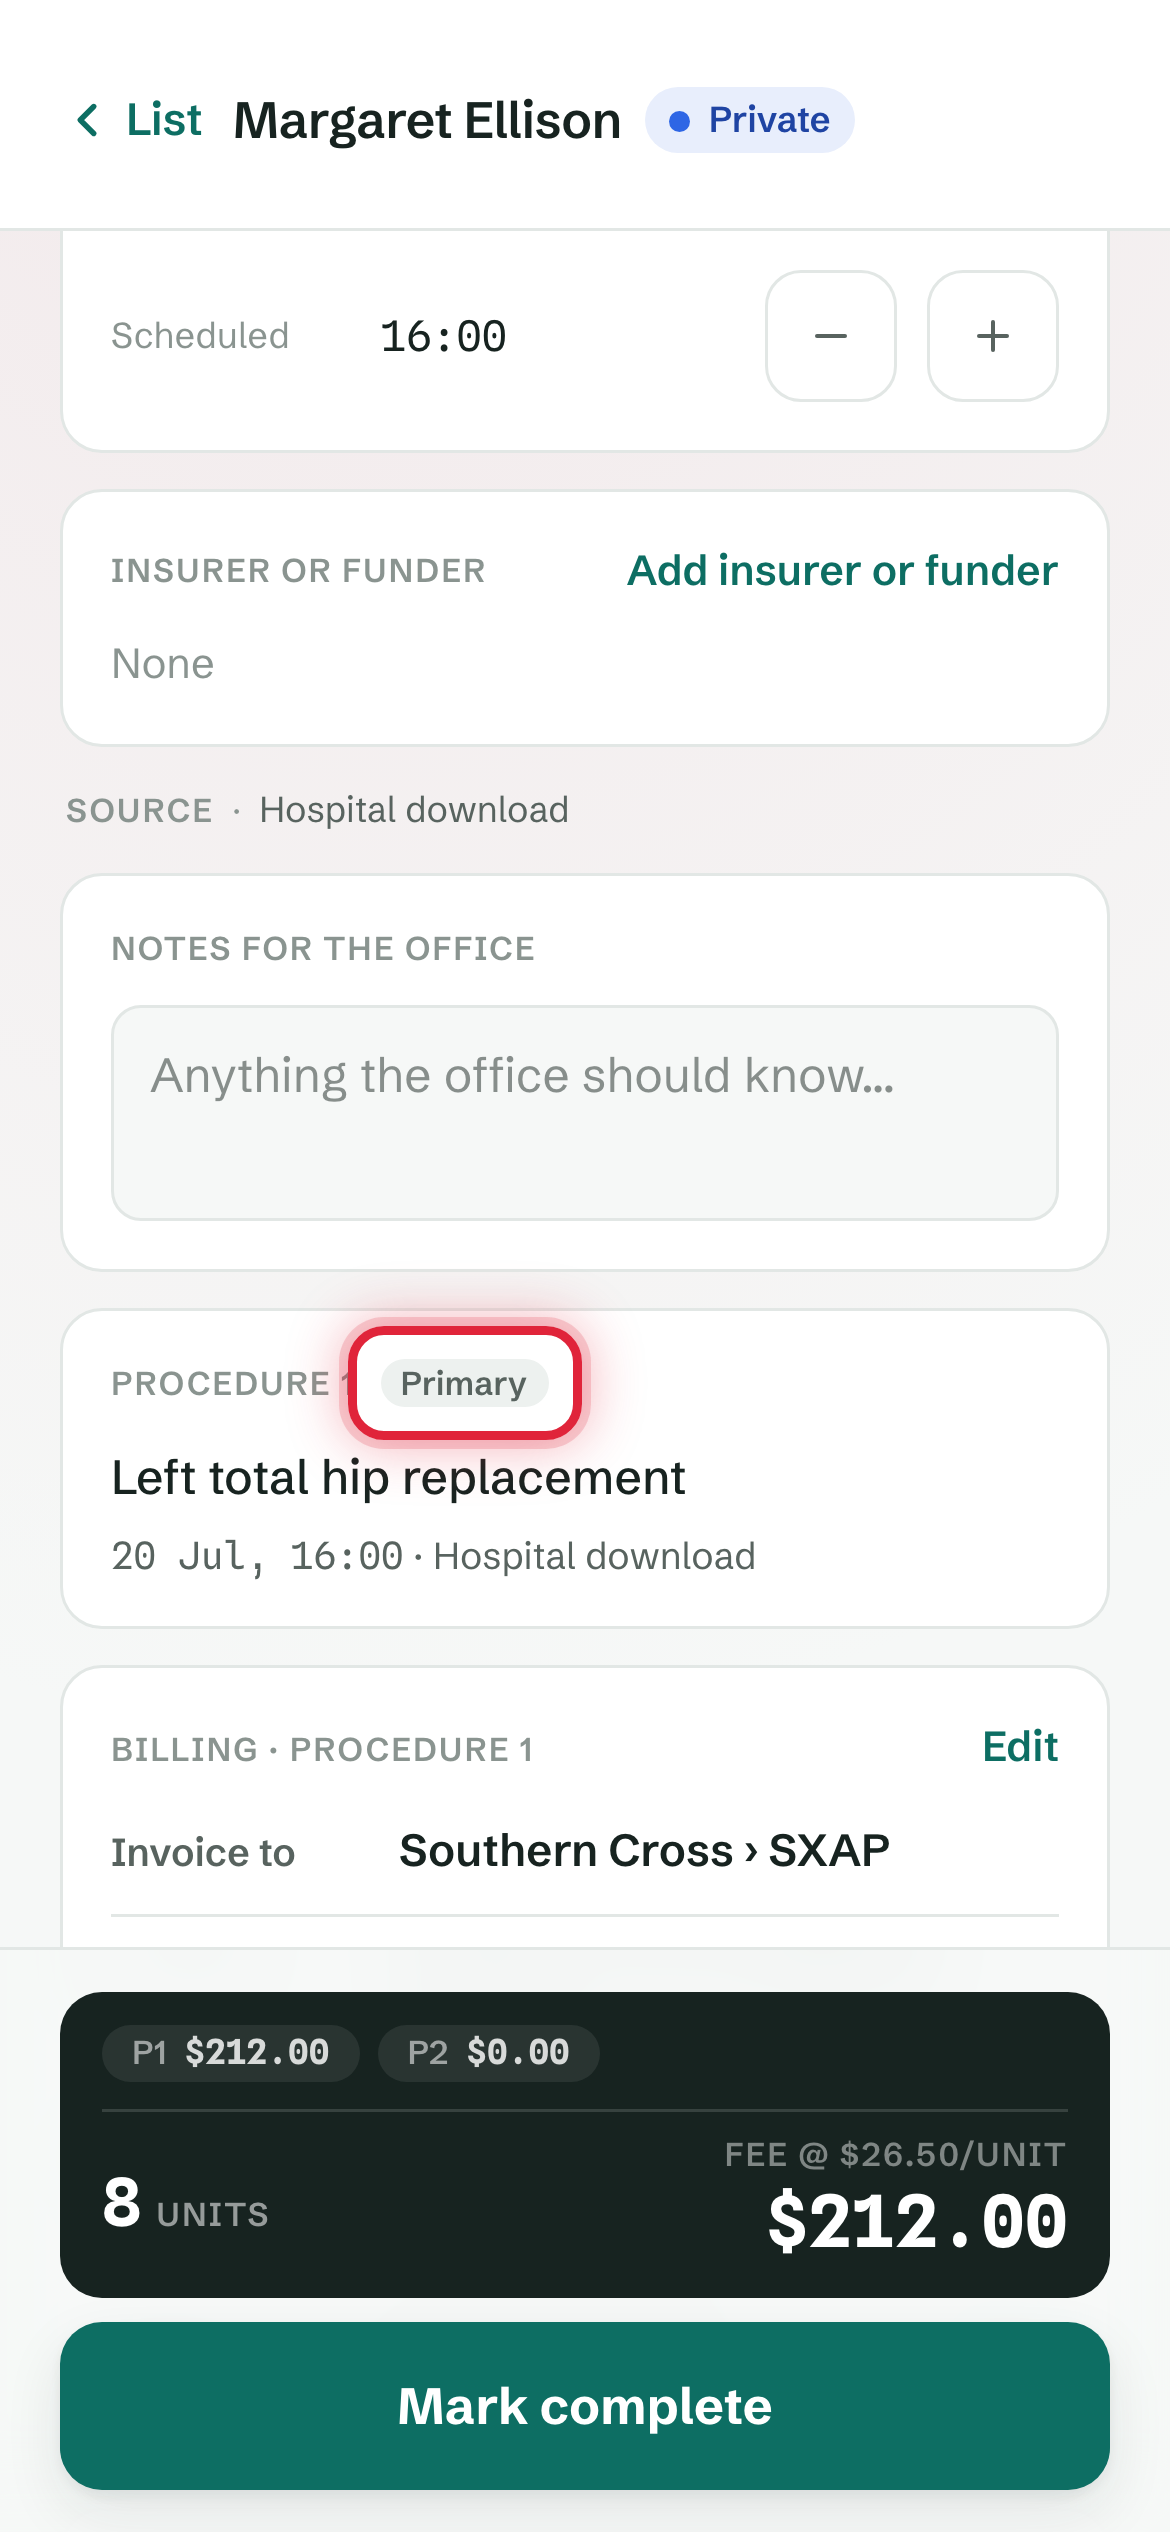 List Margaret Ellison Private
Scheduled 16:00 − +
INSURER OR FUNDER Add insurer or funder
None
SOURCE · Hospital download
NOTES FOR THE OFFICE
Anything the office should know...
PROCEDURE 1 Primary
Left total hip replacement
20 Jul, 16:00 · Hospital download
BILLING · PROCEDURE 1 Edit
Invoice to Southern Cross › SXAP
P1 $212.00 P2 $0.00
FEE @ $26.50/UNIT
8 UNITS $212.00
Mark complete